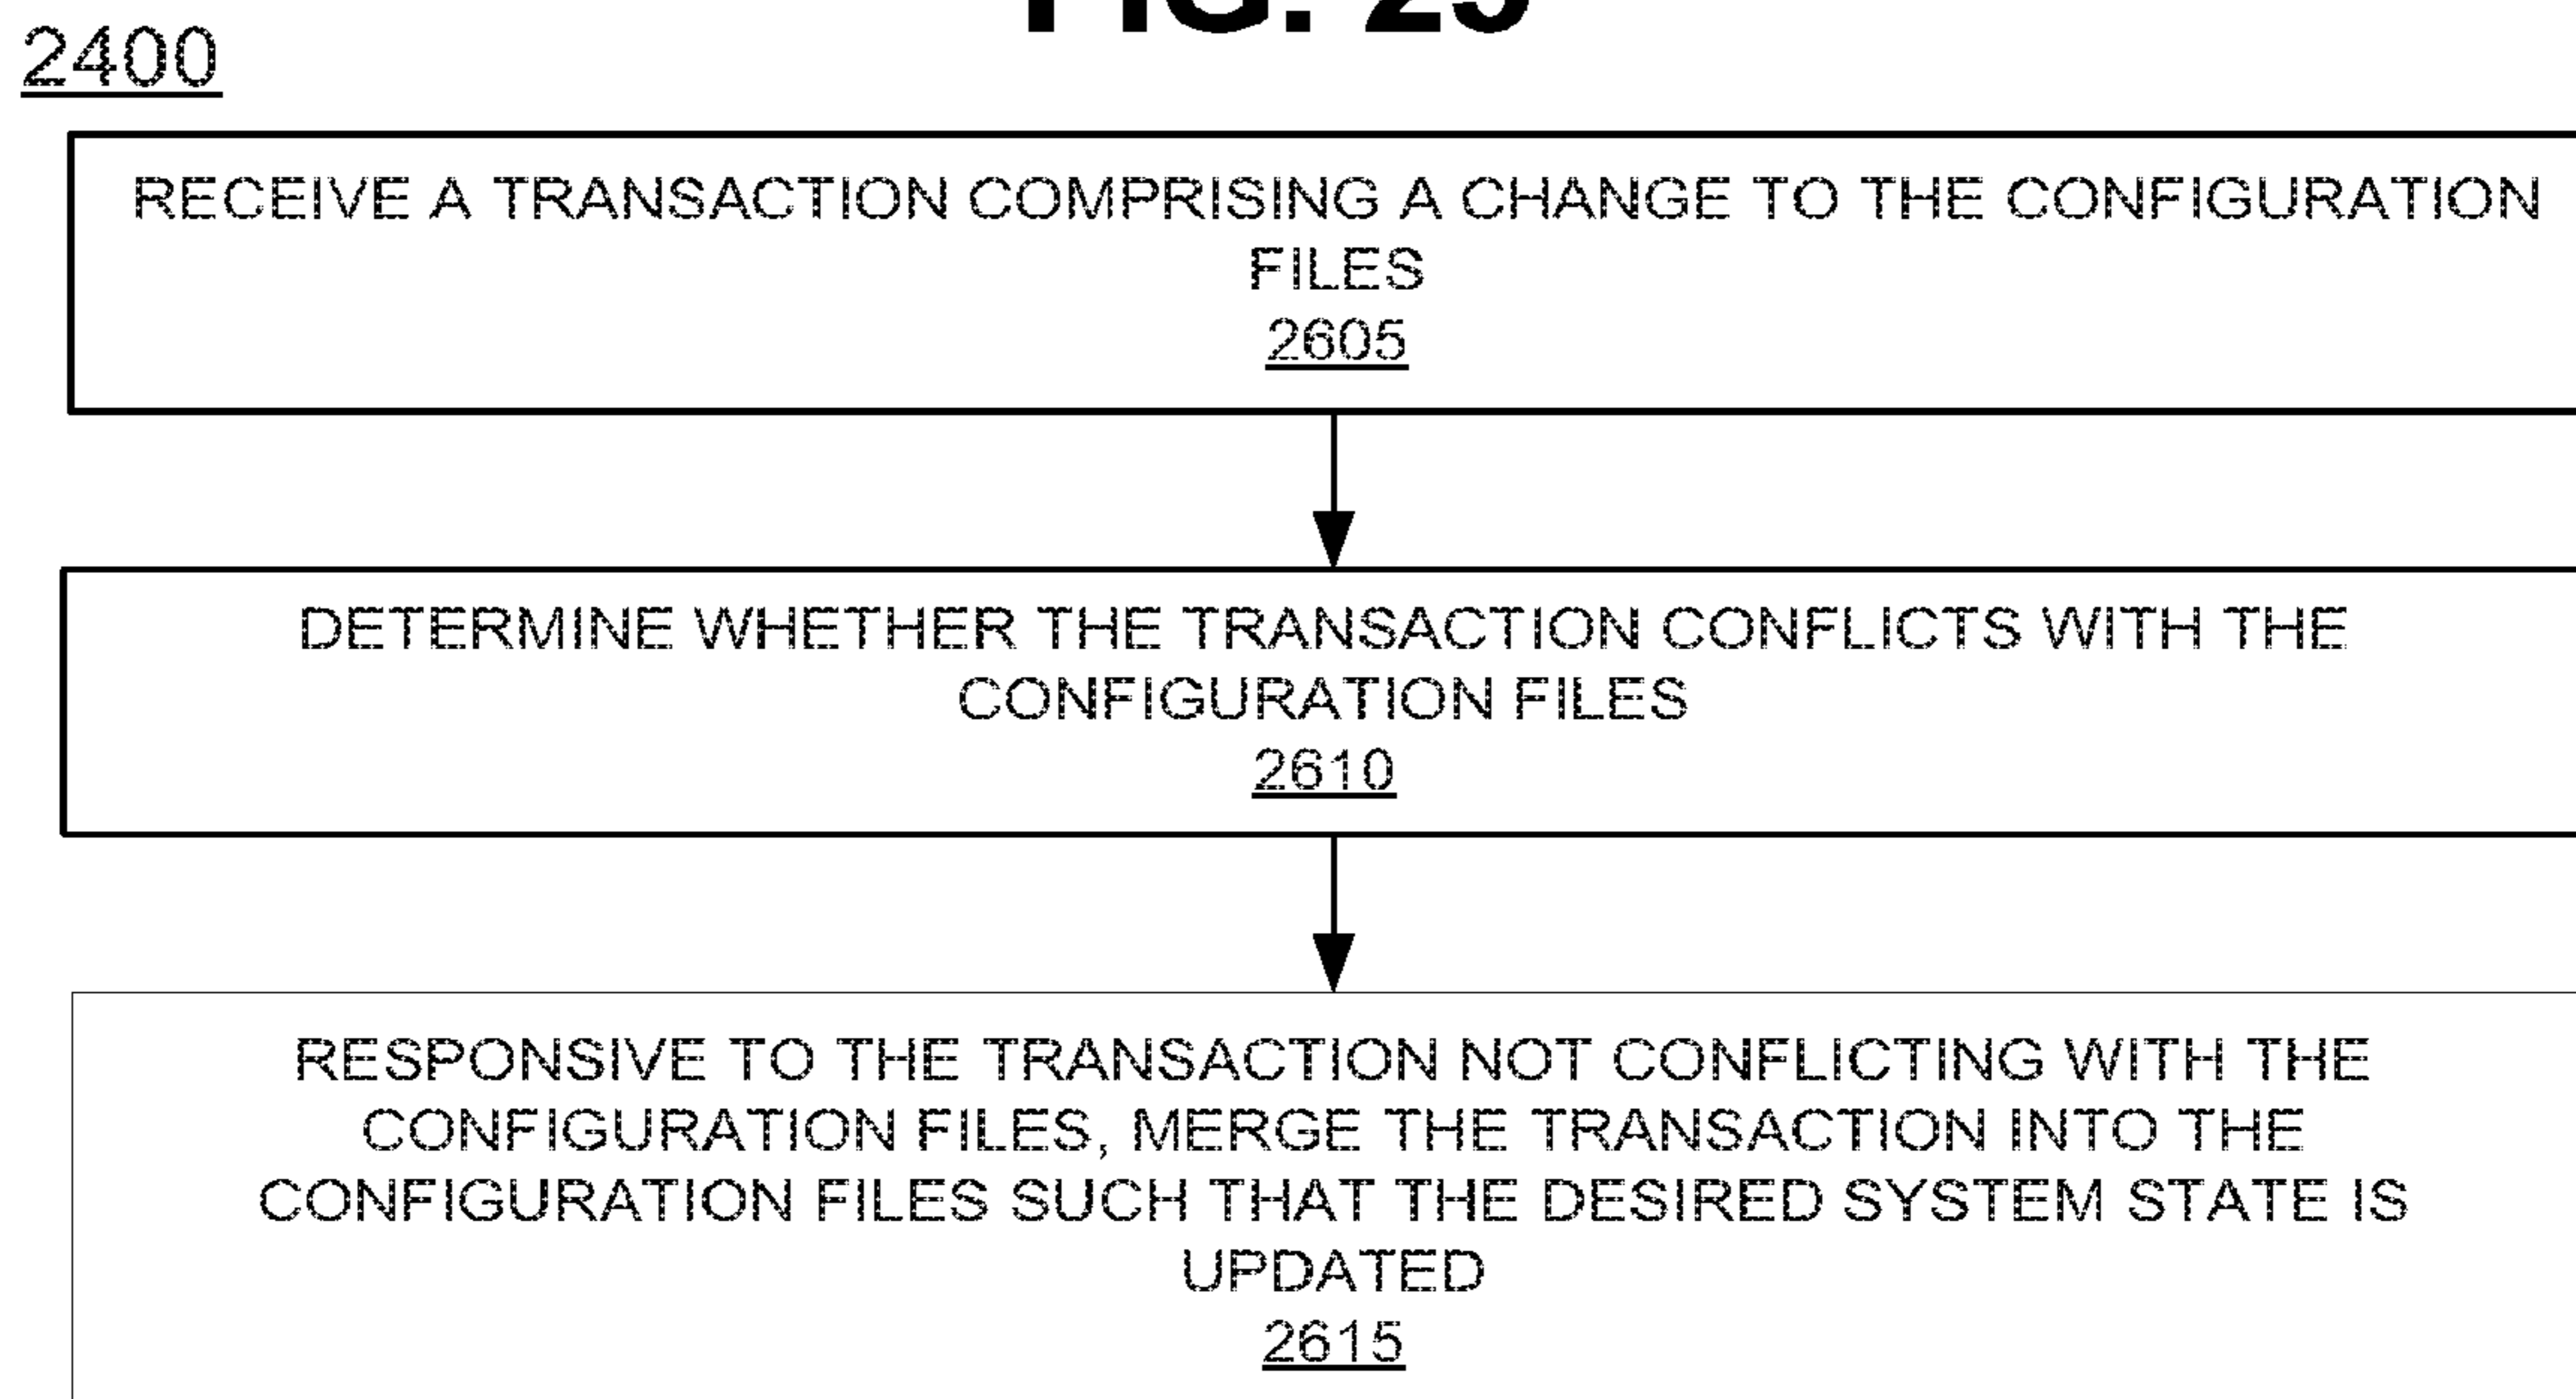 FIG. 25
2400
RECEIVE A TRANSACTION COMPRISING A CHANGE TO THE CONFIGURATION
FILES
2605
DETERMINE WHETHER THE TRANSACTION CONFLICTS WITH THE
CONFIGURATION FILES
2610
RESPONSIVE TO THE TRANSACTION NOT CONFLICTING WITH THE
CONFIGURATION FILES, MERGE THE TRANSACTION INTO THE
CONFIGURATION FILES SUCH THAT THE DESIRED SYSTEM STATE IS
UPDATED
2615